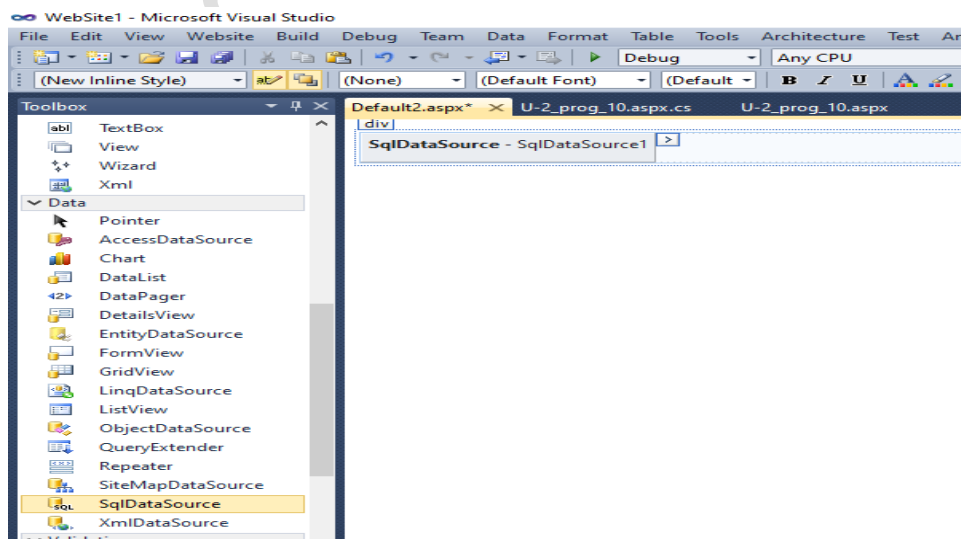 WebSite1 - Microsoft Visual Studio
File Edit View Website Build Debug Team Data Format Table Tools Architecture Test
Debug Any CPU
(New Inline Style) (None) (Default Font) (Default B I U A
Toolbox Default2.aspx* U-2_prog_10.aspx.cs U-2_prog_10.aspx
abl TextBox
View
Wizard
Xml
Data
Pointer
AccessDataSource
Chart
DataList
DataPager
DetailsView
EntityDataSource
FormView
GridView
LinqDataSource
ListView
ObjectDataSource
QueryExtender
Repeater
SiteMapDataSource
SqlDataSource
XmlDataSource
div
SqlDataSource - SqlDataSource1